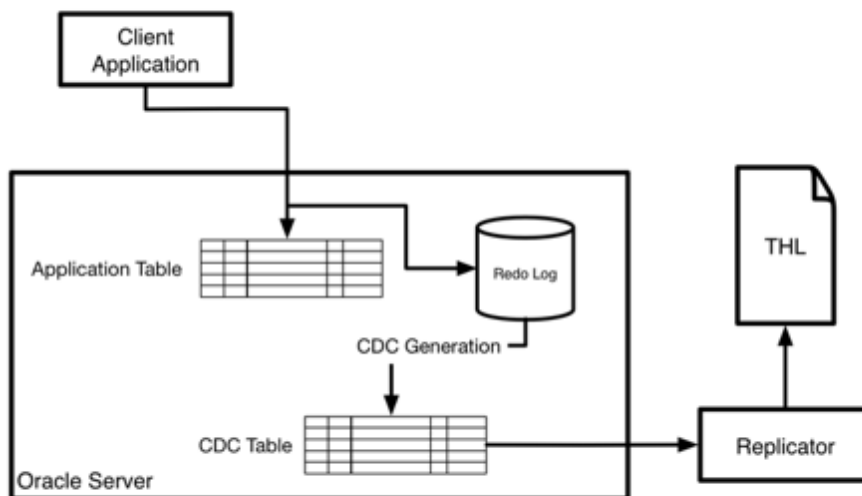 Client
Application
Application Table
Redo Log
THL
CDC Generation
CDC Table
Replicator
Oracle Server